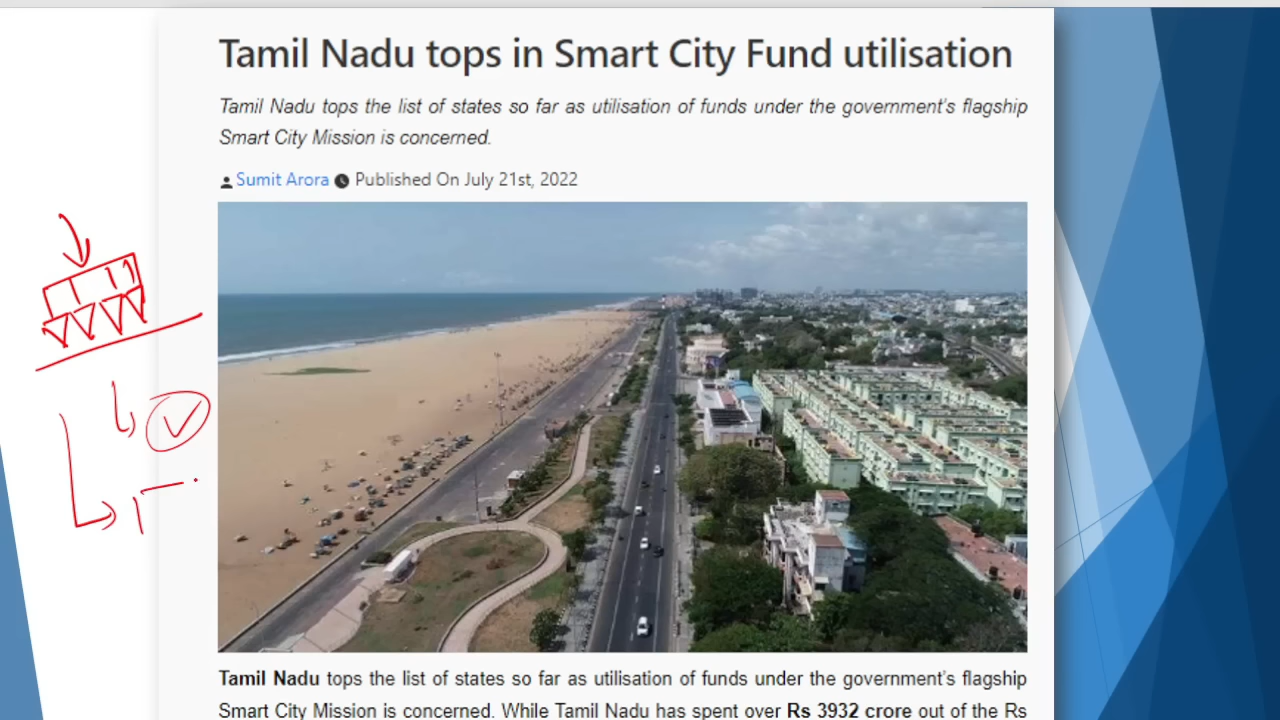 Tamil Nadu tops in Smart City Fund utilisation
Tamil Nadu tops the list of states so far as utilisation of funds under the government's flagship
Smart City Mission is concerned.
Sumit Arora Published On July 21st, 2022
Tamil Nadu tops the list of states so far as utilisation of funds under the government's flagship
Smart City Mission is concerned. While Tamil Nadu has spent over Rs 3932 crore out of the Rs